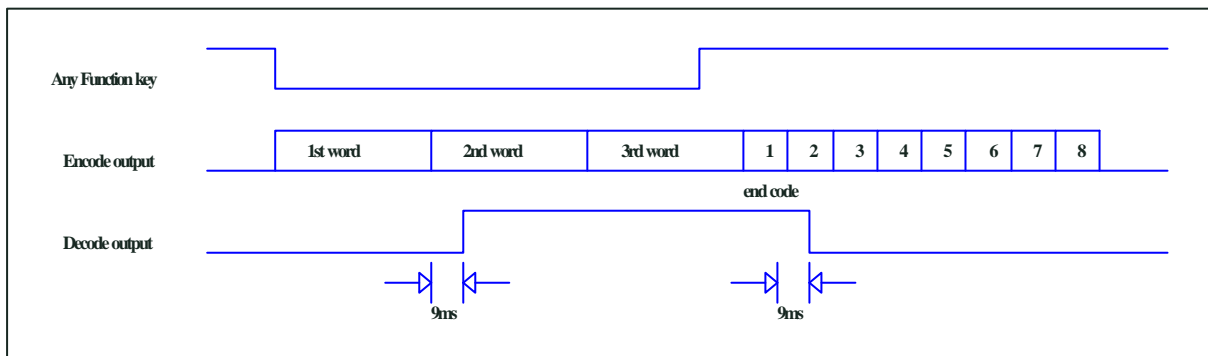 Any Function key
Encode output 1st word 2nd word 3rd word 1 2 3 4 5 6 7 8
end code
Decode output
9ms 9ms